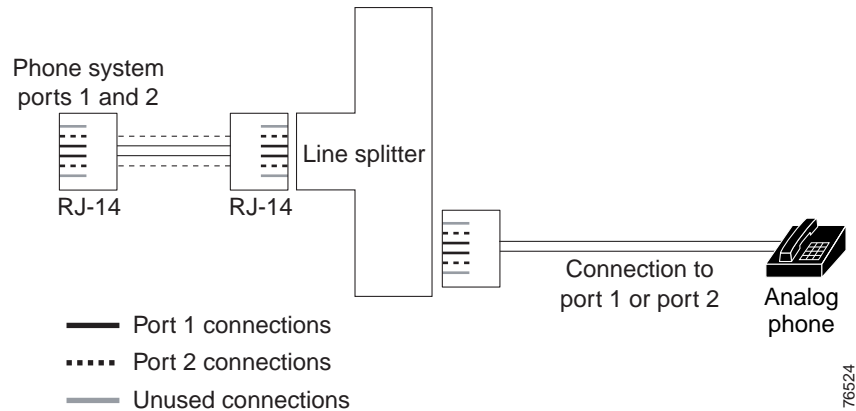 Phone system
ports 1 and 2
Line splitter
RJ-14
RJ-14
Connection to
port 1 or port 2
Analog
phone
Port 1 connections
Port 2 connections
Unused connections
76524